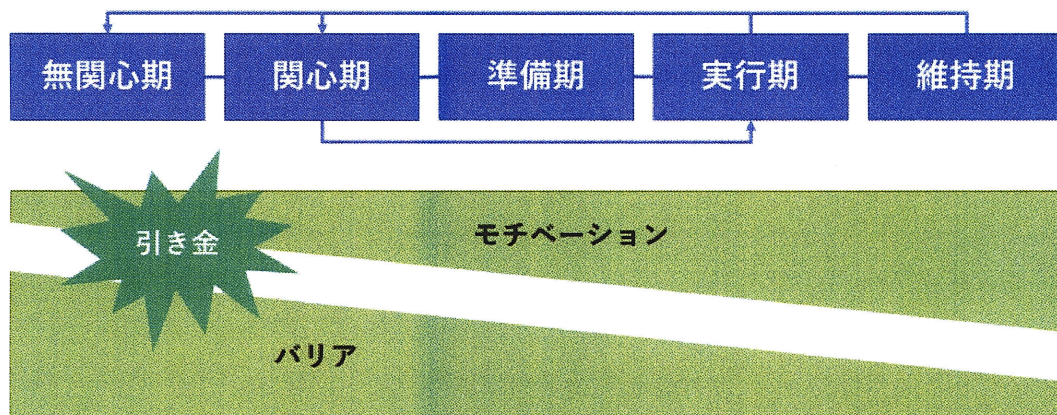 無関心期
関心期
準備期
実行期
維持期
引き金
モチベーション
バリア